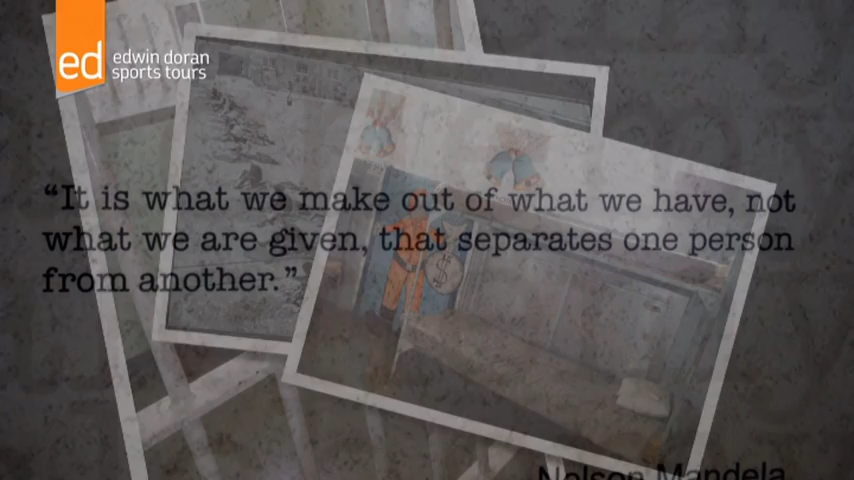 ed
edwin doran
sports tours
“It is what we make out of what we have, not
what we are given, that separates one person
from another.”
Nelson Mandela